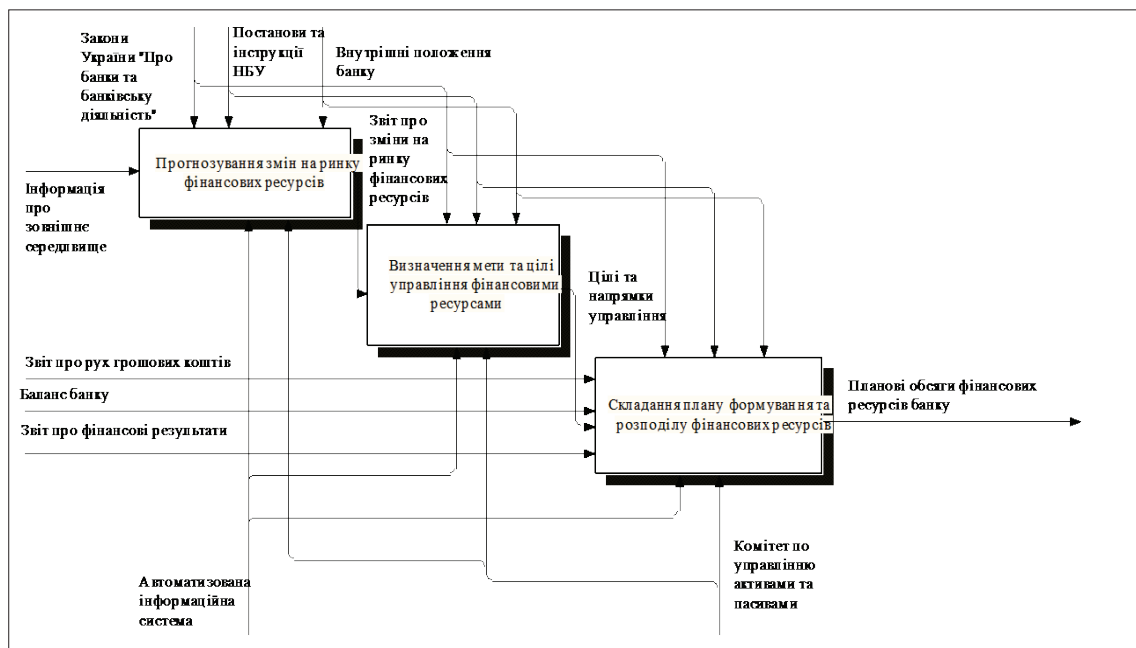 Закони
України "Про
банки та
банківську
діяльність"
Постанови та
інструкції
НБУ
Внутрішні положення
банку
Звіт про
зміни на
ринку
фінансових
ресурсів
Прогнозування змін на ринку
фінансових ресурсів
Інформація
про
зовнішнє
середлвище
Визначення мети та цілі
управління фінансовими
ресурсами
Цілі та
напрямки
управління
Звіт про рух грошових коштів
Баланс банку
Звіт про фінансові результати
Складання плану формування та
розподілу фінансових ресурсів
Планові обсяги фінансових
ресурсів банку
Автоматизована
інформаційна
система
Комітет по
управлінню
активами та
пасивами